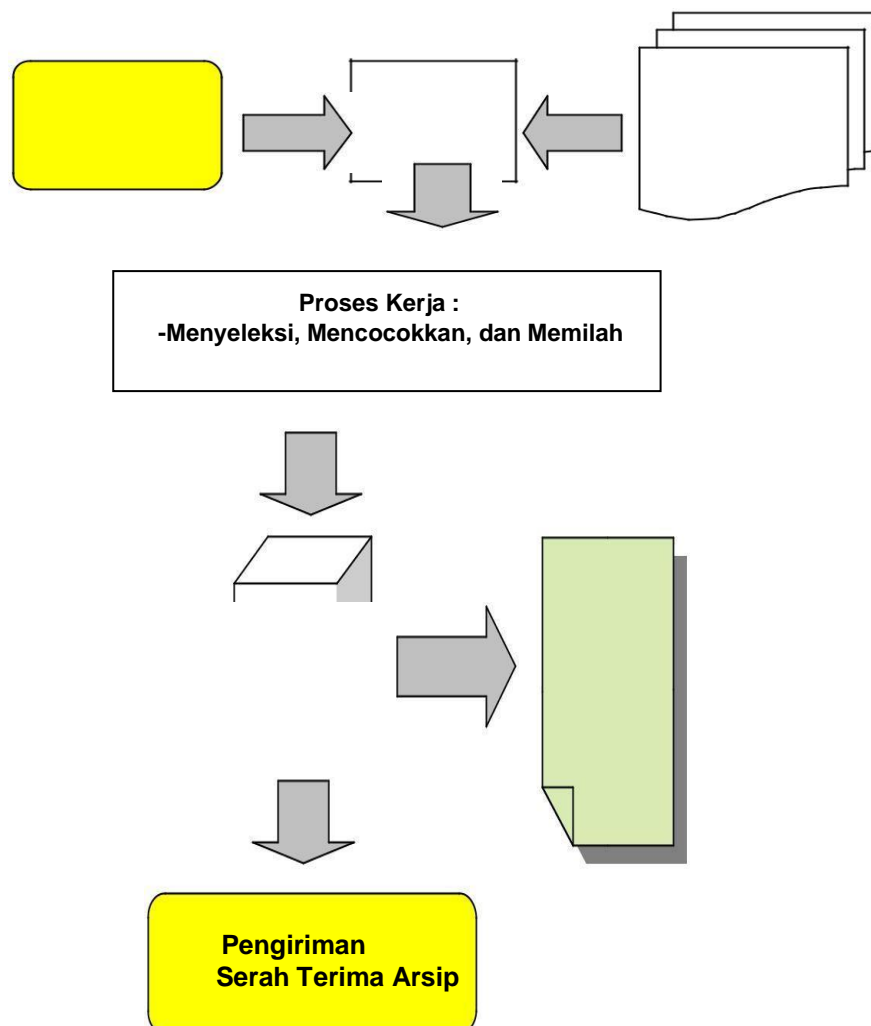 Proses Kerja :
-Menyeleksi, Mencocokkan, dan Memilah
Pengiriman
Serah Terima Arsip